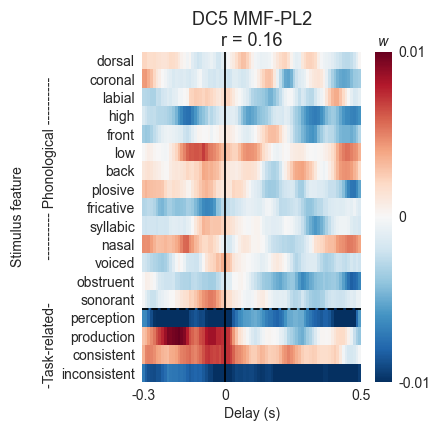 DC5 MMF-PL2
r = 0.16
w
dorsal
coronal
labial
high
front
low
back
plosive
fricative
syllabic
nasal
voiced
obstruent
sonorant
perception
production
consistent
inconsistent
Stimulus feature
---------- Phonological ----------
-Task-related-
0.01
0
-0.01
-0.3 0 0.5
Delay (s)